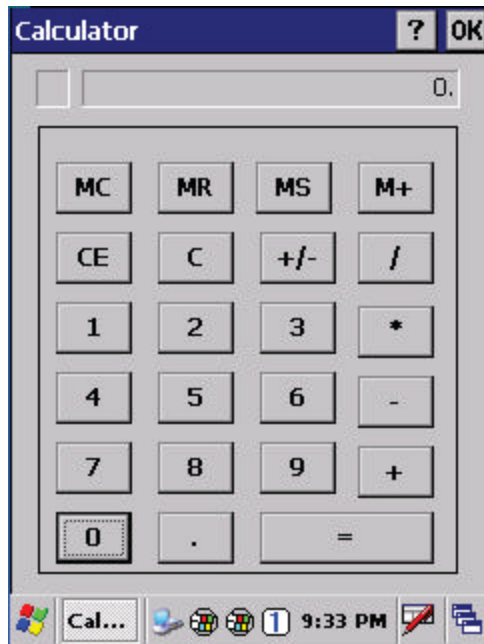 Calculator ? OK
0.
MC MR MS M+
CE C +/- /
1 2 3 *
4 5 6 -
7 8 9 +
0 . =
Cal... 1 9:33 PM